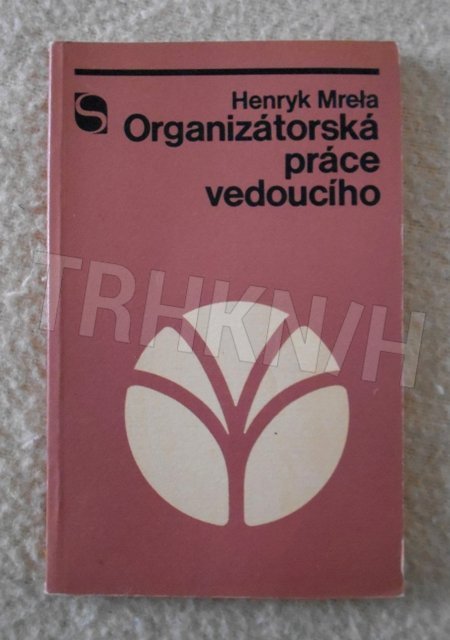 Henryk Mreła
S
Organizátorská
práce
vedoucího
TRHKNIH